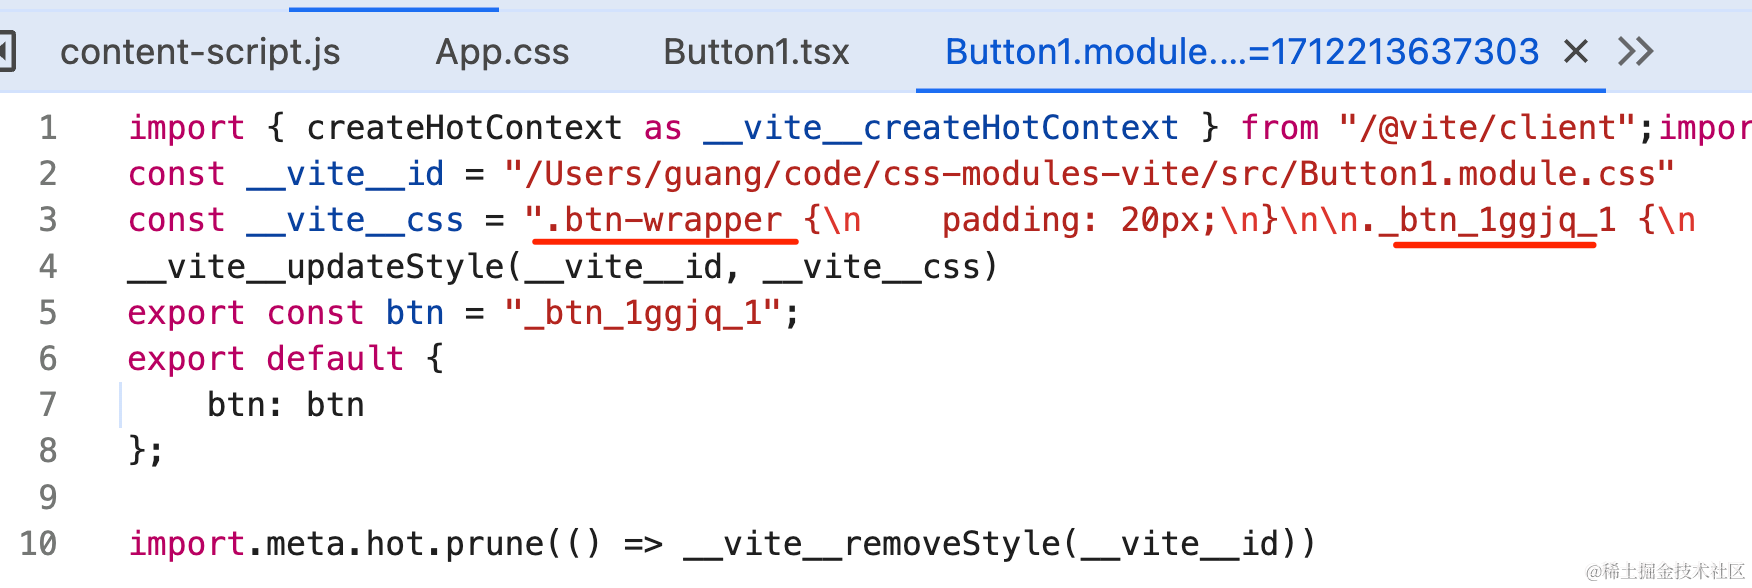 content-script.js App.css Button1.tsx Button1.module....=1712213637303
1 import { createHotContext as __vite__createHotContext } from "/@vite/client";impor
2 const __vite__id = "/Users/guang/code/css-modules-vite/src/Button1.module.css"
3 const __vite__css = ".btn-wrapper {\n    padding: 20px;\n}\n\n._btn_1ggjq_1 {\n
4 __vite__updateStyle(__vite__id, __vite__css)
5 export const btn = "_btn_1ggjq_1";
6 export default {
7     btn: btn
8 };
9
10 import.meta.hot.prune(() => __vite__removeStyle(__vite__id))
@稀土掘金技术社区